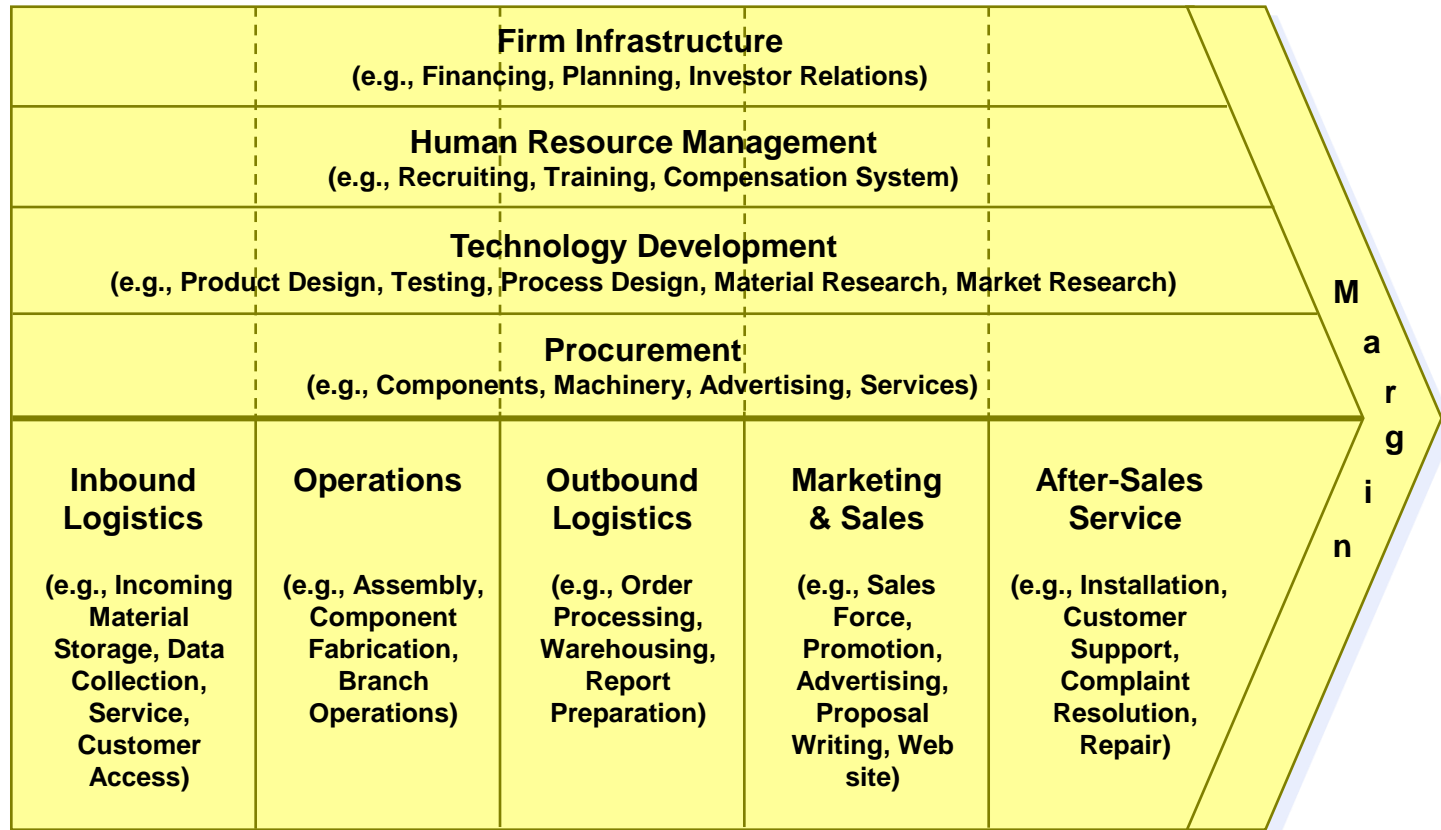 Firm Infrastructure
(e.g., Financing, Planning, Investor Relations)
Human Resource Management
(e.g., Recruiting, Training, Compensation System)
Technology Development
(e.g., Product Design, Testing, Process Design, Material Research, Market Research)
Procurement
(e.g., Components, Machinery, Advertising, Services)
Inbound
Logistics
(e.g., Incoming
Material
Storage, Data
Collection,
Service,
Customer
Access)
Operations
(e.g., Assembly,
Component
Fabrication,
Branch
Operations)
Outbound
Logistics
(e.g., Order
Processing,
Warehousing,
Report
Preparation)
Marketing
& Sales
(e.g., Sales
Force,
Promotion,
Advertising,
Proposal
Writing, Web
site)
After-Sales
Service
(e.g., Installation,
Customer
Support,
Complaint
Resolution,
Repair)
Margin